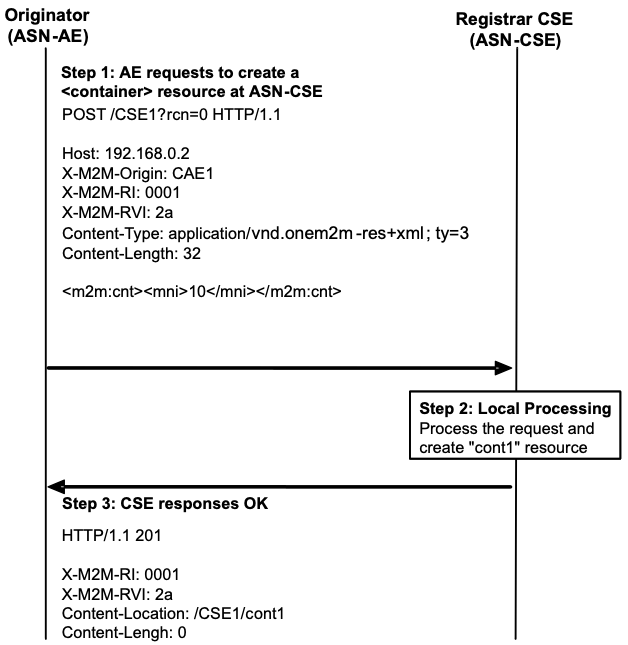 Originator
(ASN-AE)
Registrar CSE
(ASN-CSE)
Step 1: AE requests to create a
<container> resource at ASN-CSE
POST /CSE1?rcn=0 HTTP/1.1
Host: 192.168.0.2
X-M2M-Origin: CAE1
X-M2M-RI: 0001
X-M2M-RVI: 2a
Content-Type: application/vnd.onem2m-res+xml; ty=3
Content-Length: 32
<m2m:cnt><mni>10</mni></m2m:cnt>
Step 2: Local Processing
Process the request and
create "cont1" resource
Step 3: CSE responses OK
HTTP/1.1 201
X-M2M-RI: 0001
X-M2M-RVI: 2a
Content-Location: /CSE1/cont1
Content-Lengh: 0